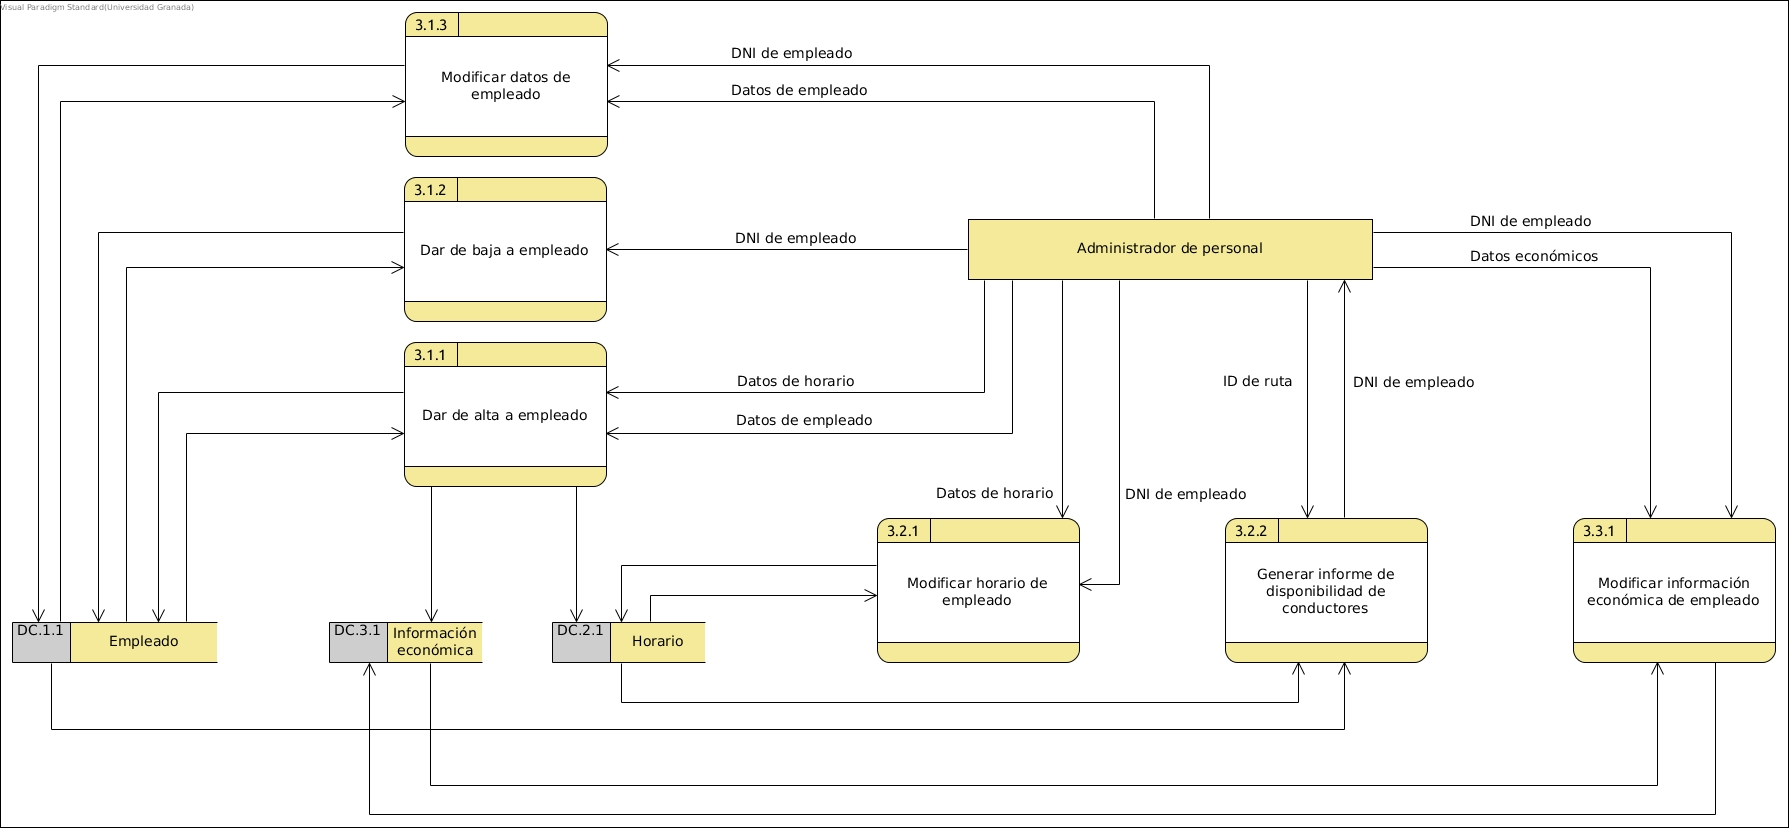 Visual Paradigm Standard(Universidad Granada)
3.1.3
Modificar datos de
empleado
DNI de empleado
Datos de empleado
3.1.2
Dar de baja a empleado
DNI de empleado
Administrador de personal
DNI de empleado
Datos económicos
3.1.1
Dar de alta a empleado
Datos de horario
Datos de empleado
ID de ruta
DNI de empleado
Datos de horario
DNI de empleado
3.2.1
Modificar horario de
empleado
3.2.2
Generar informe de
disponibilidad de
conductores
3.3.1
Modificar información
económica de empleado
DC.1.1
Empleado
DC.3.1
Información
económica
DC.2.1
Horario